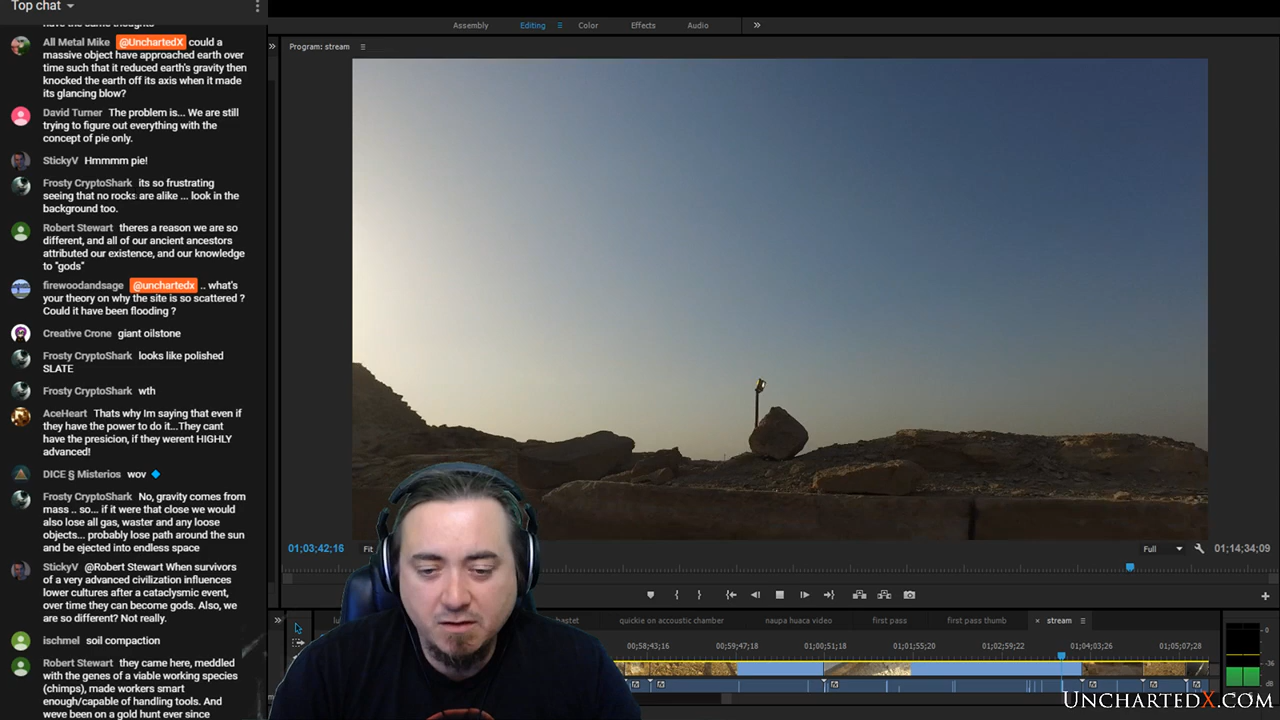 Top chat
have the same thoughts
All Metal Mike @UnchartedX could a
massive object have approached earth over
time such that it reduced earth's gravity then
knocked the earth off its axis when it made
its glancing blow?
David Turner The problem is... We are still
trying to figure out everything with the
concept of pie only.
StickyV Hmmmm pie!
Frosty CryptoShark its so frustrating
seeing that no rocks are alike ... look in the
background too.
Robert Stewart theres a reason we are so
different, and all of our ancient ancestors
attributed our existence, and our knowledge
to "gods"
firewoodandsage @unchartedx .. what's
your theory on why the site is so scattered ?
Could it have been flooding ?
Creative Crone giant oilstone
Frosty CryptoShark looks like polished
SLATE
Frosty CryptoShark wth
AceHeart Thats why Im saying that even if
they have the power to do it...They cant
have the presicion, if they werent HIGHLY
advanced!
DICE § Misterios wov
Frosty CryptoShark No, gravity comes from
mass .. so... if it were that close we would
also lose all gas, waster and any loose
objects... probably lose path around the sun
and be ejected into endless space
StickyV @Robert Stewart When survivors
of a very advanced civilization influences
lower cultures after a cataclysmic event,
over time they can become gods. Also, we
are so different? Not really.
ischmel soil compaction
Robert Stewart they came here, meddled
with the genes of a viable working species
(chimps), made workers smart
enough/capable of handling tools. And
weve been on a gold hunt ever since
Assembly Editing Color Effects Audio
Program: stream
01;03;42;16 Fit Full 01;14;34;09
quickie on accoustic chamber naupa huaca video first pass first pass thumb stream
00;58;43;16 00;59;47;18 01;00;51;18 01;01;55;20 01;02;59;22 01;04;03;26 01;05;07;28
0
-36
UNCHARTEDX.COM